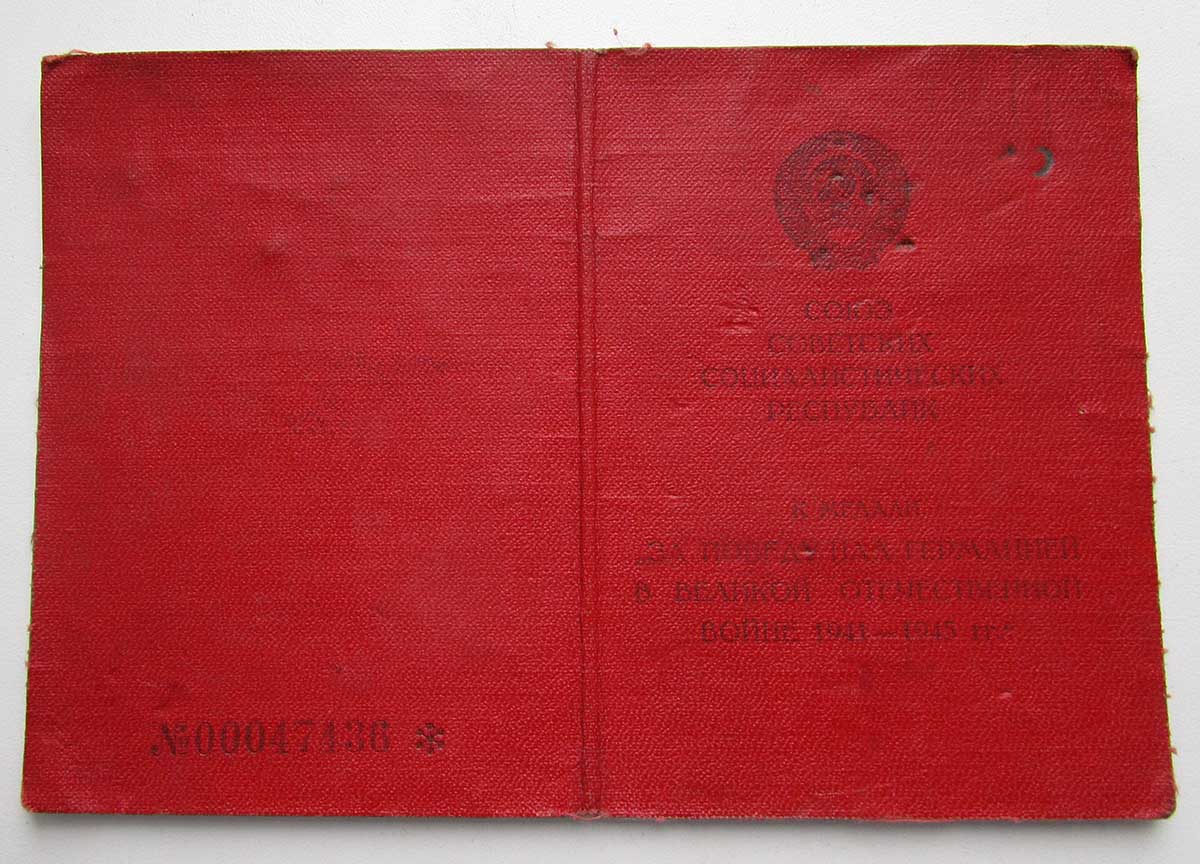 №00047436 *
СОЮЗ
СОВЕТСКИХ
СОЦИАЛИСТИЧЕСКИХ
РЕСПУБЛИК
К МЕДАЛИ
„ЗА ПОБЕДУ НАД ГЕРМАНИЕЙ
В ВЕЛИКОЙ ОТЕЧЕСТВЕННОЙ
ВОЙНЕ 1941—1945 гг.“